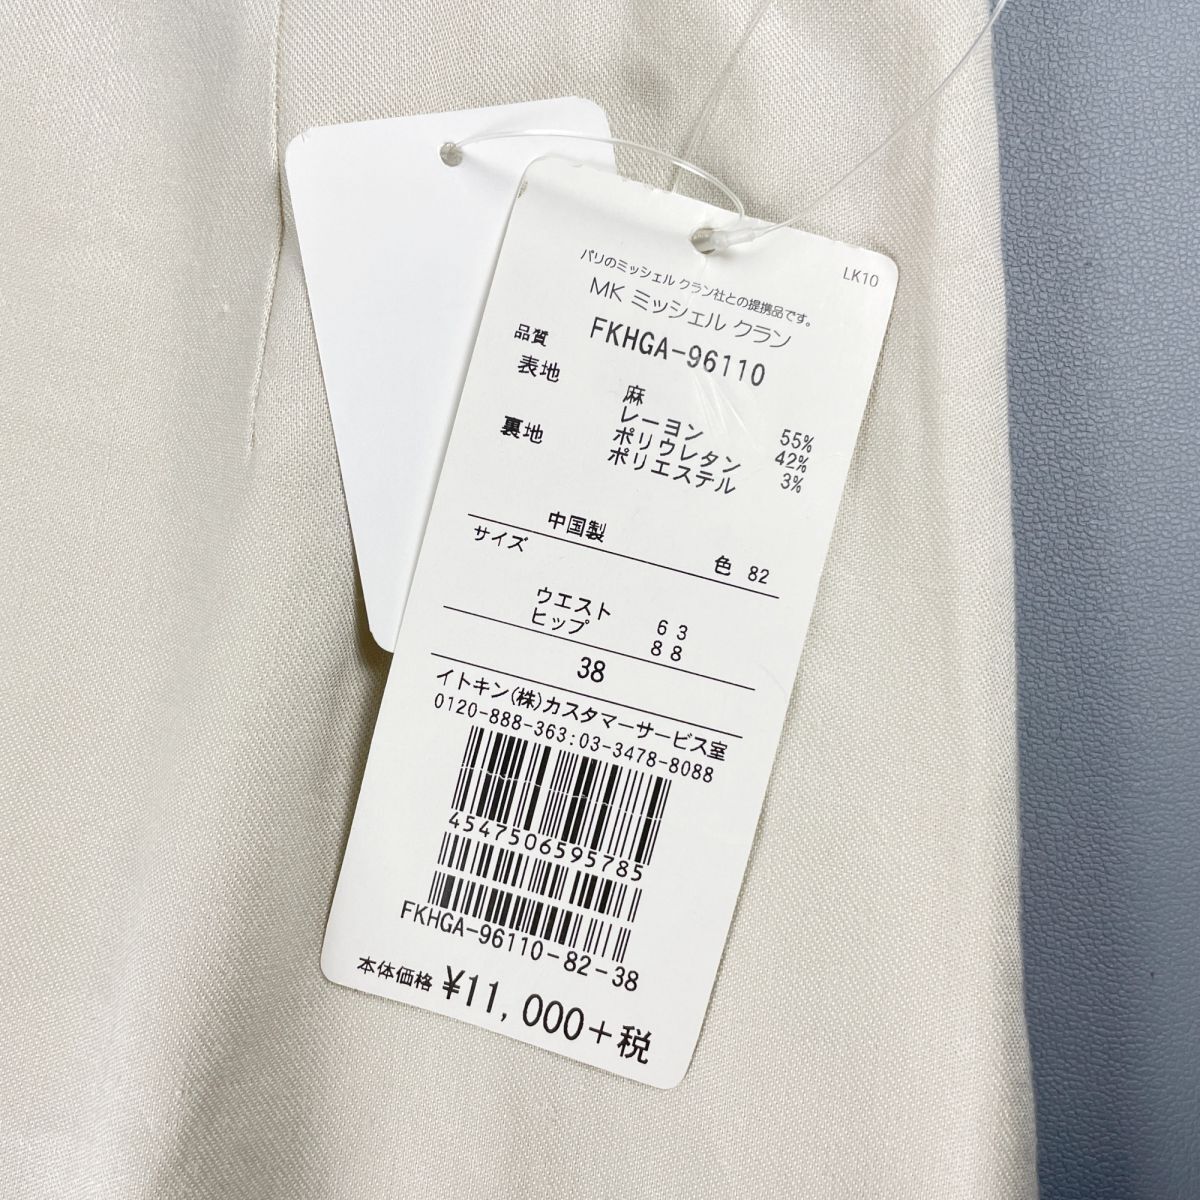 LK10
パリのミッシェル クラン社との提携品です。
MK ミッシェル クラン
品質 FKHGA-96110
表地 麻 55%
レーヨン 42%
ポリウレタン 3%
裏地 ポリエステル
中国製
サイズ 色 82
ウエスト 63
ヒップ 88
38
イトキン(株)カスタマーサービス室
0120-888-363:03-3478-8088
4547506595785
FKHGA-96110-82-38
本体価格 ¥11,000+税